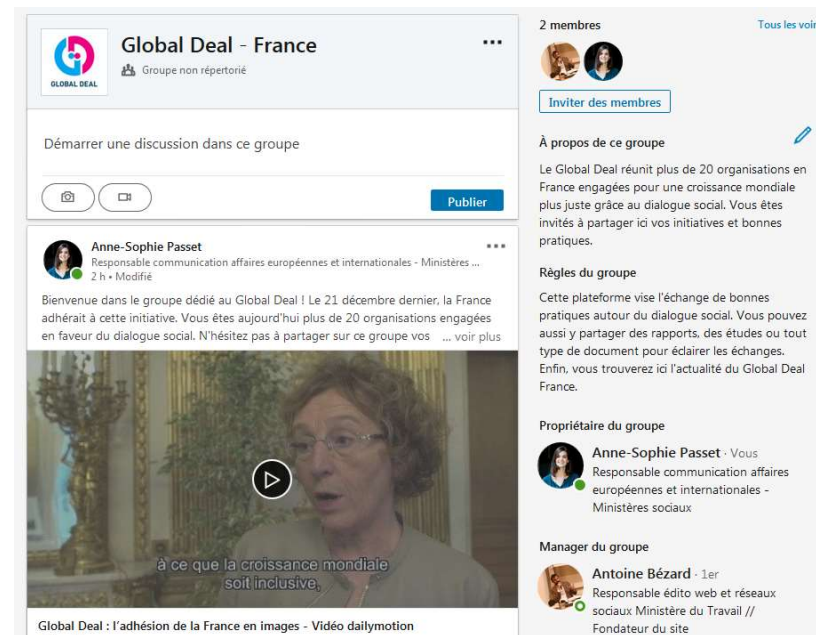 Global Deal - France
Groupe non répertorié
GLOBAL DEAL
Démarrer une discussion dans ce groupe
Publier
Anne-Sophie Passet
Responsable communication affaires européennes et internationales - Ministères ...
2 h • Modifié
Bienvenue dans le groupe dédié au Global Deal ! Le 21 décembre dernier, la France
adhérait à cette initiative. Vous êtes aujourd'hui plus de 20 organisations engagées
en faveur du dialogue social. N'hésitez pas à partager sur ce groupe vos ... voir plus
à ce que la croissance mondiale
soit inclusive,
Global Deal : l'adhésion de la France en images - Vidéo dailymotion
2 membres
Tous les voir
Inviter des membres
À propos de ce groupe
Le Global Deal réunit plus de 20 organisations en
France engagées pour une croissance mondiale
plus juste grâce au dialogue social. Vous êtes
invités à partager ici vos initiatives et bonnes
pratiques.
Règles du groupe
Cette plateforme vise l'échange de bonnes
pratiques autour du dialogue social. Vous pouvez
aussi y partager des rapports, des études ou tout
type de document pour éclairer les échanges.
Enfin, vous trouverez ici l'actualité du Global Deal
France.
Propriétaire du groupe
Anne-Sophie Passet · Vous
Responsable communication affaires
européennes et internationales -
Ministères sociaux
Manager du groupe
Antoine Bézard · 1er
Responsable édito web et réseaux
sociaux Ministère du Travail //
Fondateur du site